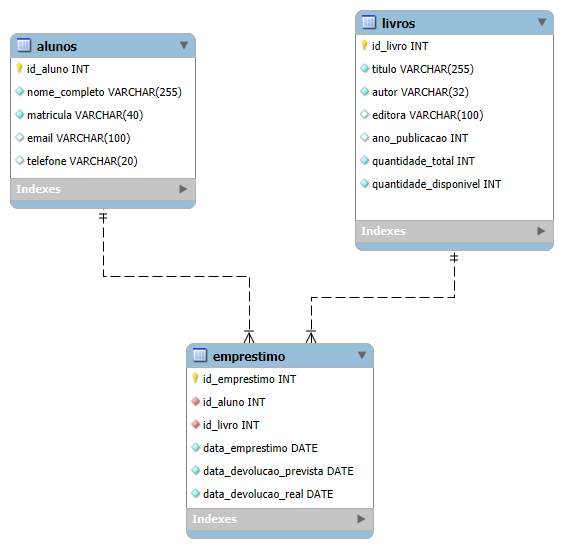 alunos
id_aluno INT
nome_completo VARCHAR(255)
matricula VARCHAR(40)
email VARCHAR(100)
telefone VARCHAR(20)
Indexes
livros
id_livro INT
titulo VARCHAR(255)
autor VARCHAR(32)
editora VARCHAR(100)
ano_publicacao INT
quantidade_total INT
quantidade_disponivel INT
Indexes
emprestimo
id_emprestimo INT
id_aluno INT
id_livro INT
data_emprestimo DATE
data_devolucao_prevista DATE
data_devolucao_real DATE
Indexes